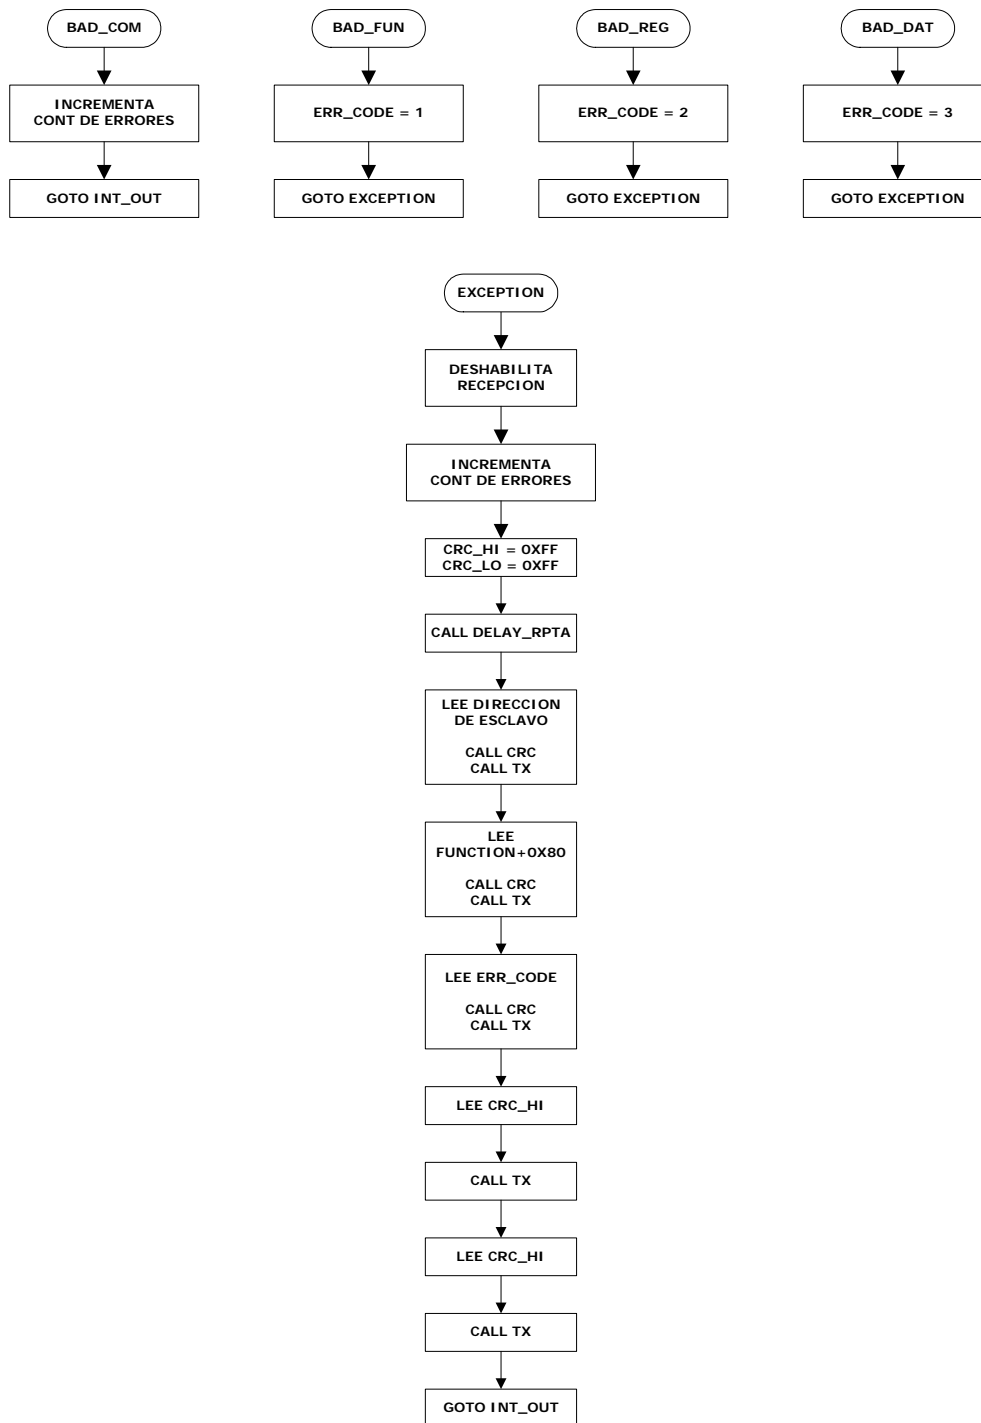 BAD_COM
INCREMENTA
CONT DE ERRORES
GOTO INT_OUT
BAD_FUN
ERR_CODE = 1
GOTO EXCEPTION
BAD_REG
ERR_CODE = 2
GOTO EXCEPTION
BAD_DAT
ERR_CODE = 3
GOTO EXCEPTION
EXCEPTION
DESHABILITA
RECEPCION
INCREMENTA
CONT DE ERRORES
CRC_HI = 0XFF
CRC_LO = 0XFF
CALL DELAY_RPTA
LEE DIRECCION
DE ESCLAVO
CALL CRC
CALL TX
LEE
FUNCTION+0X80
CALL CRC
CALL TX
LEE ERR_CODE
CALL CRC
CALL TX
LEE CRC_HI
CALL TX
LEE CRC_HI
CALL TX
GOTO INT_OUT